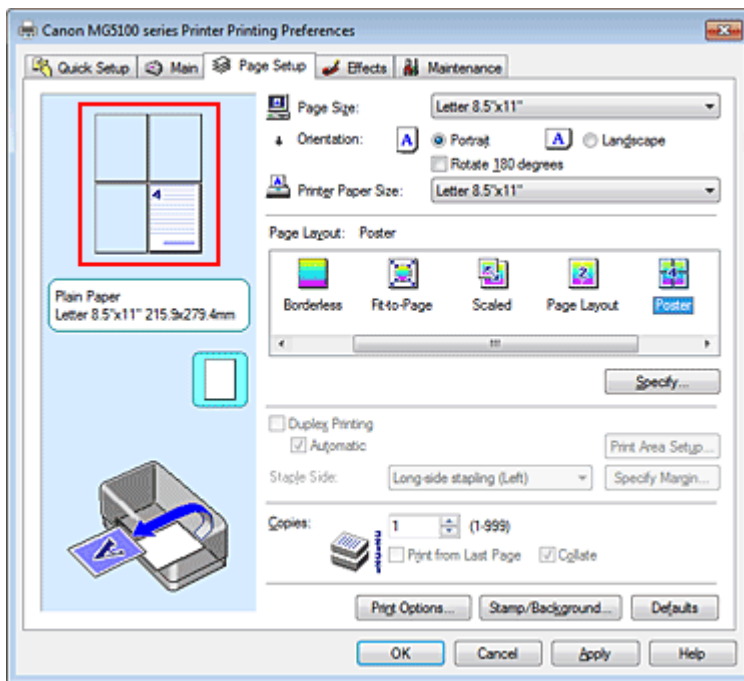 Canon MG5100 series Printer Printing Preferences
Quick Setup Main Page Setup Effects Maintenance
Page Size: Letter 8.5"x11"
Orientation: A Portrait A Landscape
Rotate 180 degrees
Printer Paper Size: Letter 8.5"x11"
4
Plain Paper
Letter 8.5"x11" 215.9x279.4mm
Page Layout: Poster
Borderless Fit-to-Page Scaled Page Layout Poster
Specify...
Duplex Printing
Automatic
Print Area Setup...
Staple Side: Long-side stapling (Left) Specify Margin...
Copies: 1 (1-999)
Print from Last Page Collate
Print Options... Stamp/Background... Defaults
OK Cancel Apply Help